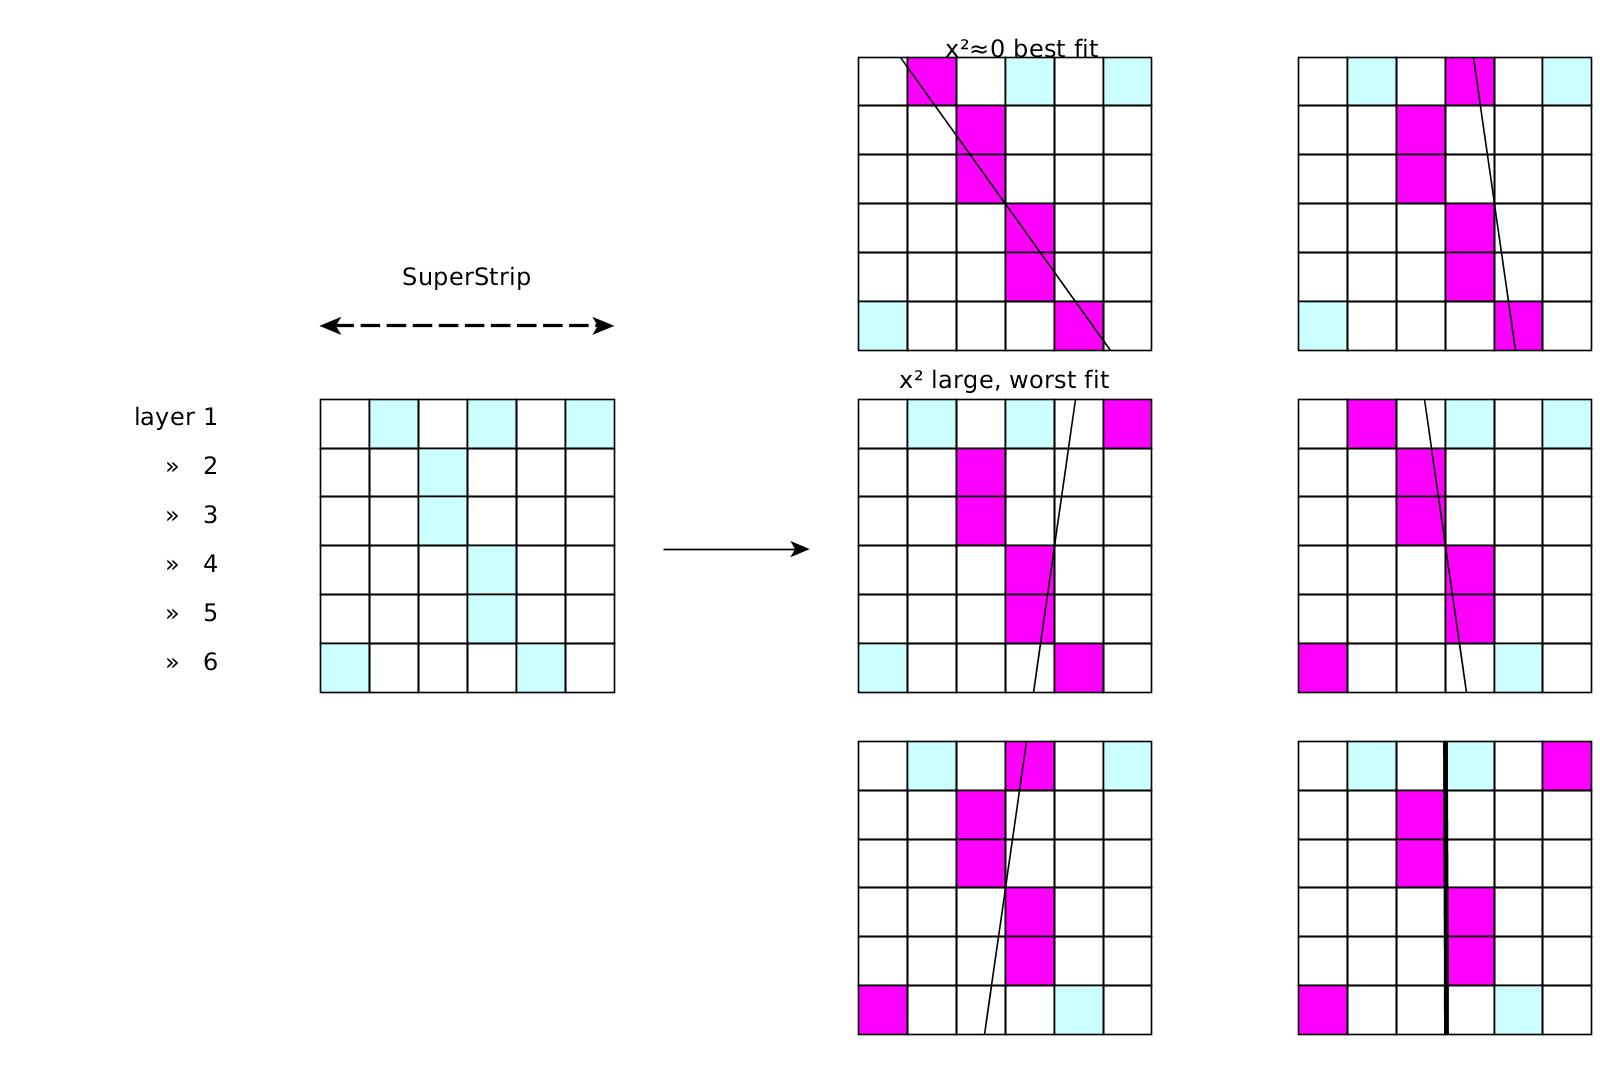 x²≈0 best fit
SuperStrip
x² large, worst fit
layer 1
» 2
» 3
» 4
» 5
» 6